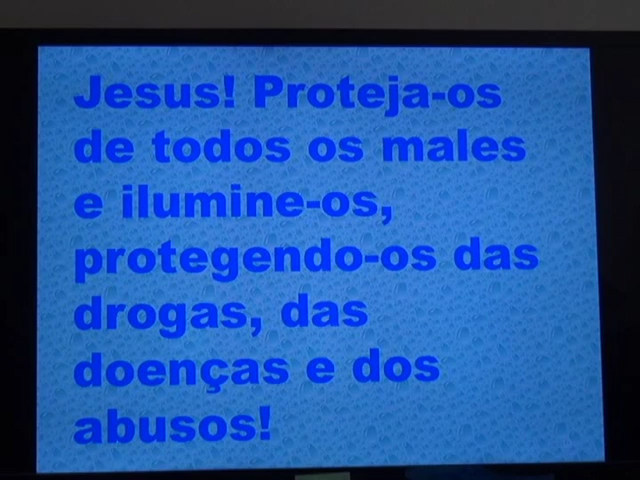 Jesus! Proteja-os
de todos os males
e ilumine-os,
protegendo-os das
drogas, das
doenças e dos
abusos!